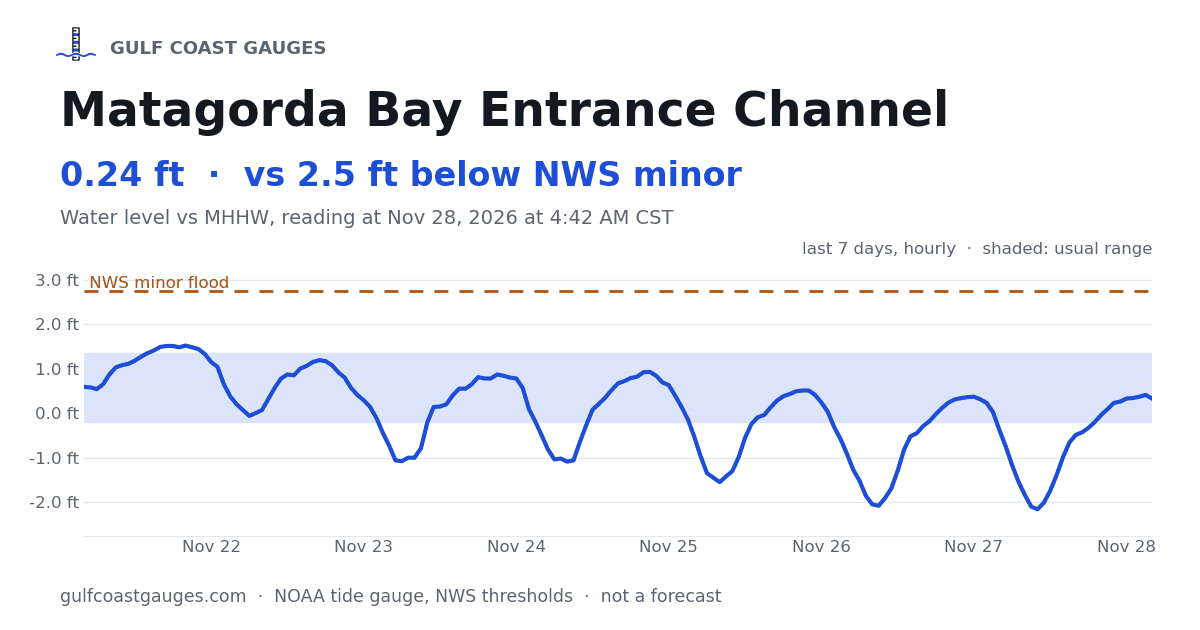 GULF COAST GAUGES
Matagorda Bay Entrance Channel
0.24 ft · vs 2.5 ft below NWS minor
Water level vs MHHW, reading at Nov 28, 2026 at 4:42 AM CST
last 7 days, hourly · shaded: usual range
3.0 ft
NWS minor flood
2.0 ft
1.0 ft
0.0 ft
-1.0 ft
-2.0 ft
Nov 22 Nov 23 Nov 24 Nov 25 Nov 26 Nov 27 Nov 28
gulfcoastgauges.com · NOAA tide gauge, NWS thresholds · not a forecast